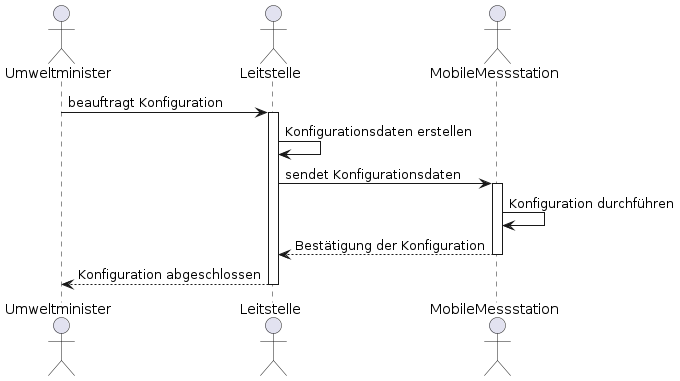 Umweltminister Leitstelle MobileMessstation
beauftragt Konfiguration
Konfigurationsdaten erstellen
sendet Konfigurationsdaten
Konfiguration durchführen
Bestätigung der Konfiguration
Konfiguration abgeschlossen
Umweltminister Leitstelle MobileMessstation